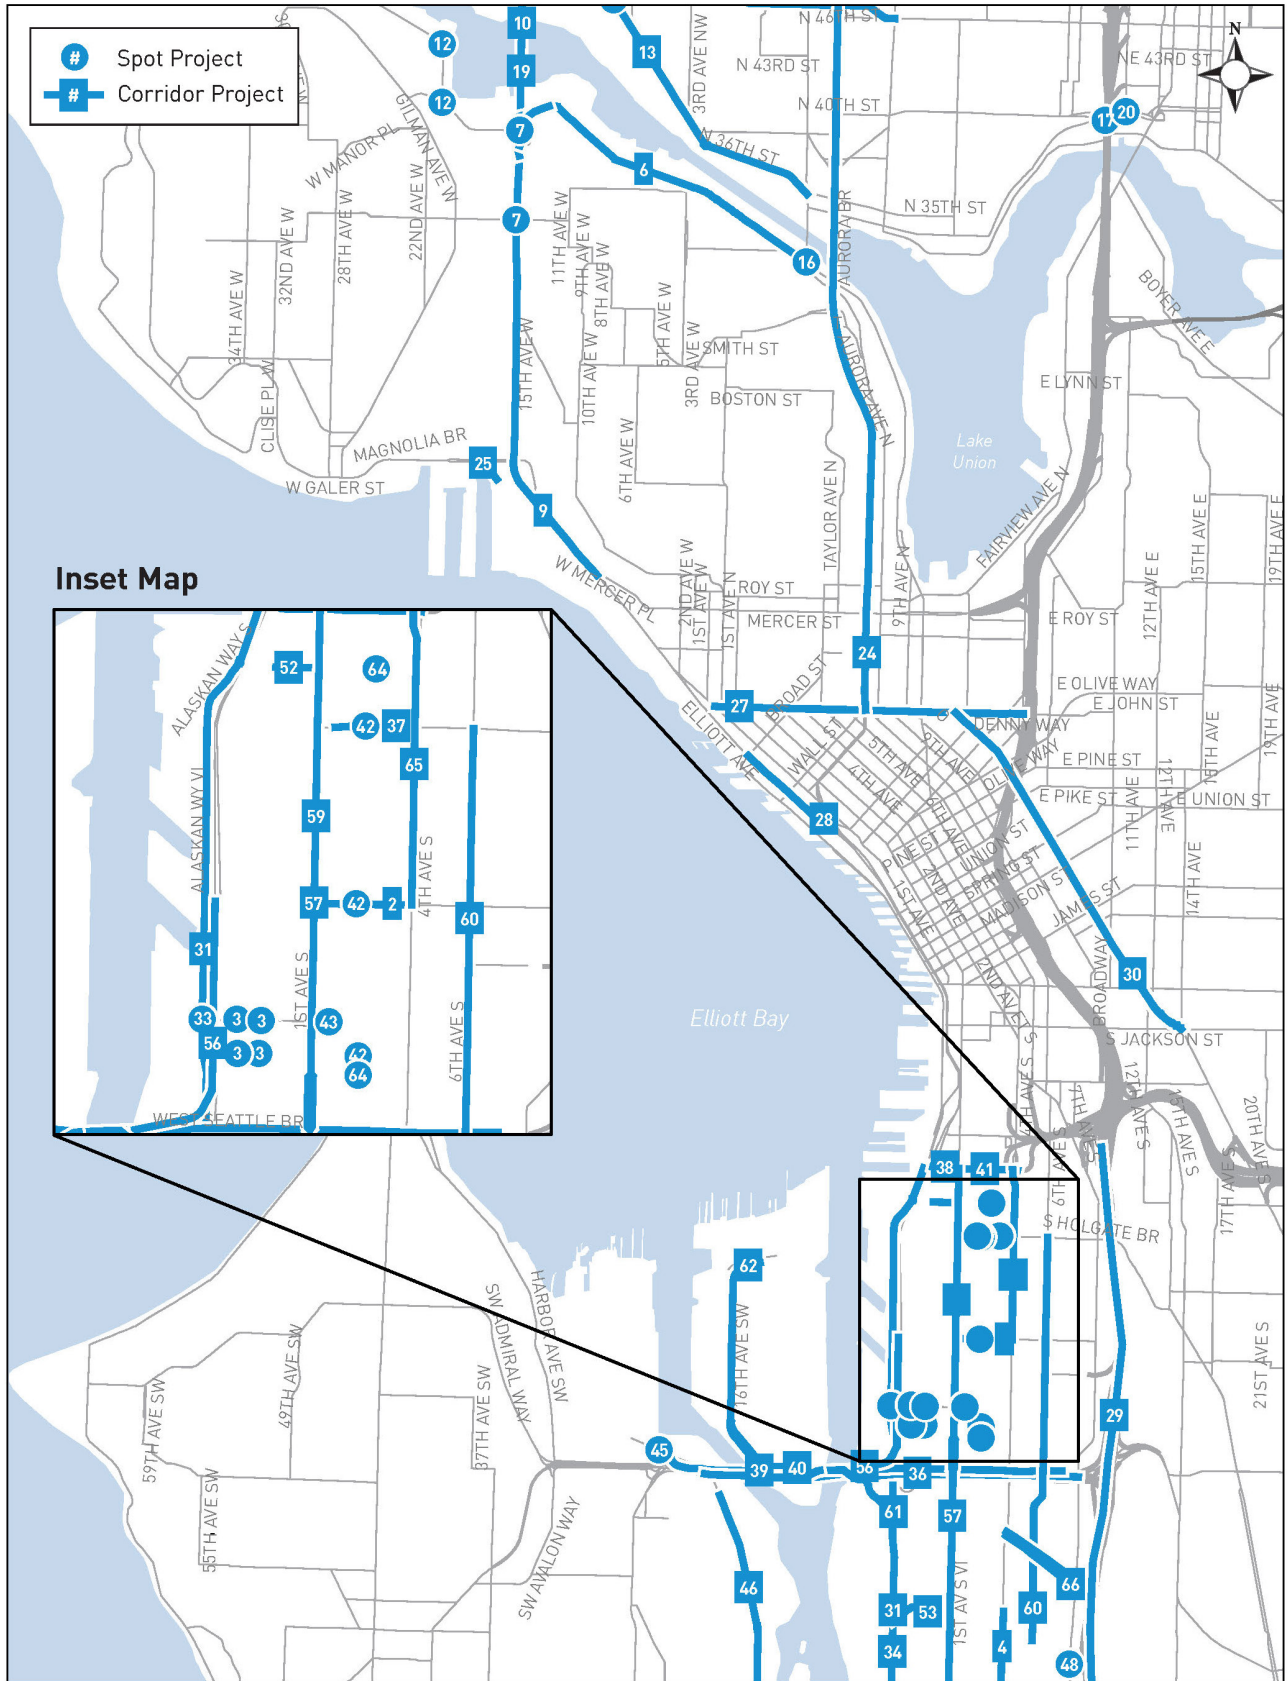 N 46TH ST
10
12
13
3RD AVE NW
N
# Spot Project
# Corridor Project
19
N 43RD ST
NE 43RD ST
12
N 40TH ST
17
20
GILMAN AVE W
7
W MANOR PL
N 36TH ST
6
28TH AVE W
22ND AVE W
32ND AVE W
7
11TH AVE W
9TH AVE W
8TH AVE W
AURORA BR
N 35TH ST
16
34TH AVE W
5TH AVE W
3RD AVE W
BOYER AVE E
15TH AVE W
10TH AVE W
SMITH ST
AURORA AVE N
CLISE PL W
BOSTON ST
E LYNN ST
MAGNOLIA BR
6TH AVE W
Lake
Union
25
W GALER ST
9
TAYLOR AVE N
FAIRVIEW AVE N
15TH AVE E
19TH AVE E
12TH AVE E
9TH AVE N
Inset Map
W MERCER PL
2ND AVE W
1ST AVE W
1ST AVE N
ROY ST
MERCER ST
E ROY ST
ALASKAN WAY S
52
64
24
BROAD ST
E OLIVE WAY
E JOHN ST
27
DENNY WAY
42
37
ELLIOTT AVE
WALL ST
5TH AVE
9TH AVE
OLIVE WAY
E PINE ST
15TH AVE
19TH AVE
65
4TH AVE
6TH AVE
E PIKE ST
11TH AVE
12TH AVE
E UNION ST
59
28
ALASKAN WY VI
4TH AVE S
PINE ST
UNION ST
SPRING ST
MADISON ST
JAMES ST
14TH AVE
1ST AVE
2ND AVE
57
42
2
60
31
1ST AVE S
BROADWAY
30
2ND AVE ET S
33
3
3
43
Elliott Bay
S JACKSON ST
56
3
3
42
64
6TH AVE S
4TH AVE S
7TH AVE S
12TH AVE S
15TH AVE S
20TH AVE S
WEST SEATTLE BR
38
41
17TH AVE S
S HOLGATE BR
62
HARBOR AVE SW
SW ADMIRAL WAY
16TH AVE SW
49TH AVE SW
57TH AVE SW
37TH AVE SW
21ST AVE S
29
55TH AVE SW
45
39
40
56
36
SW AVALON WAY
61
57
46
66
31
53
60
1ST AV S VI
34
4
48